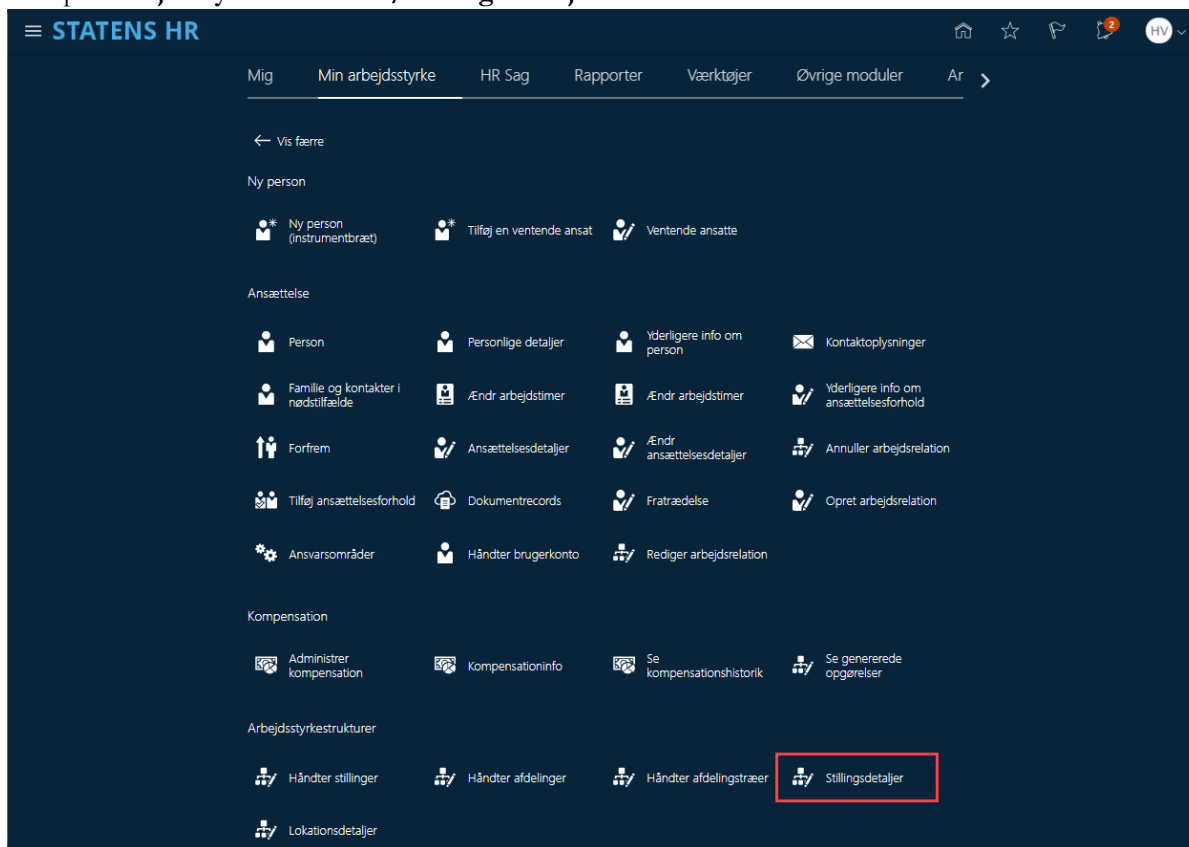 ≡ STATENS HR
2
HV
Mig Min arbejdsstyrke HR Sag Rapporter Værktøjer Øvrige moduler Ar
← Vis færre
Ny person
Ny person
(instrumentbræt)
Tilføj en ventende ansat
Ventende ansatte
Ansættelse
Person
Personlige detaljer
Yderligere info om
person
Kontaktoplysninger
Familie og kontakter i
nødstilfælde
Ændr arbejdstimer
Ændr arbejdstimer
Yderligere info om
ansættelsesforhold
Forfrem
Ansættelsesdetaljer
Ændr
ansættelsesdetaljer
Annuller arbejdsrelation
Tilføj ansættelsesforhold
Dokumentrecords
Fratrædelse
Opret arbejdsrelation
Ansvarsområder
Håndter brugerkonto
Rediger arbejdsrelation
Kompensation
Administrer
kompensation
Kompensationinfo
Se
kompensationshistorik
Se genererede
opgørelser
Arbejdsstyrkestrukturer
Håndter stillinger
Håndter afdelinger
Håndter afdelingstræer
Stillingsdetaljer
Lokationsdetaljer